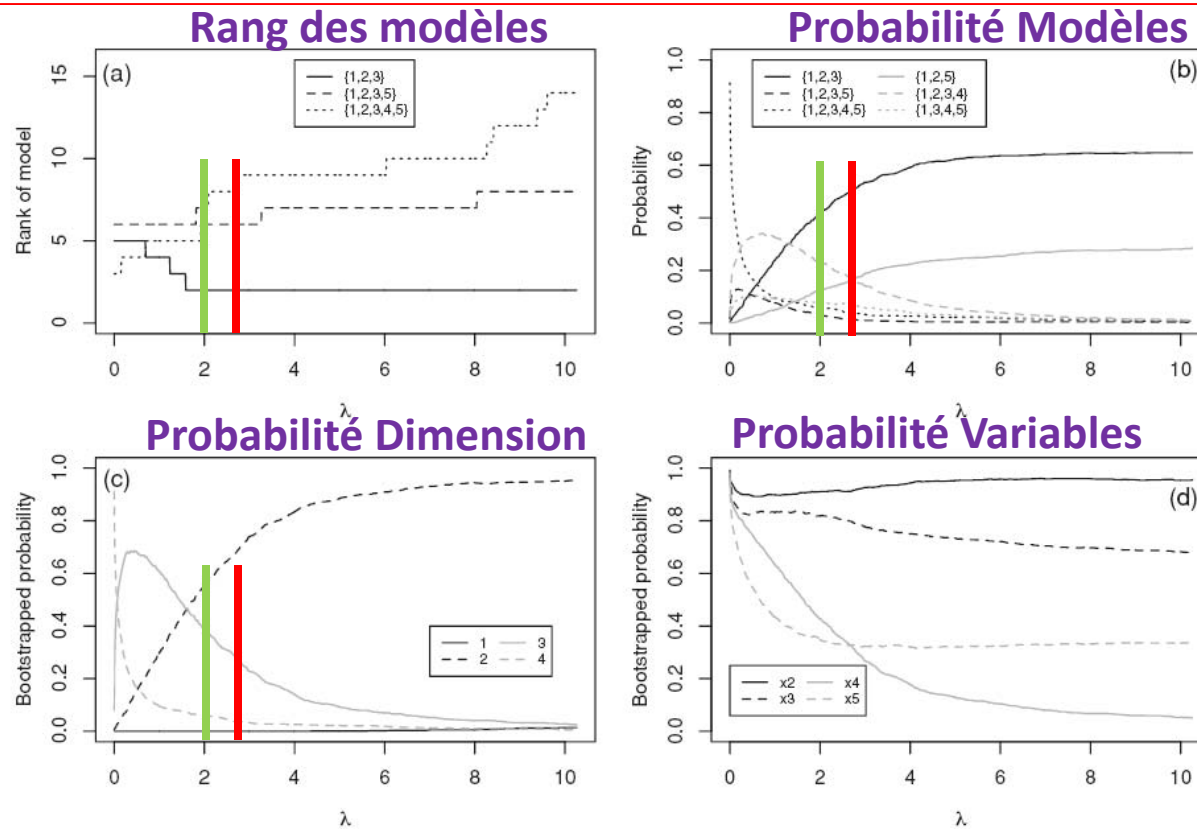 Rang des modèles
Probabilité Modèles
(a)
{1,2,3}
{1,2,3,5}
{1,2,3,4,5}
Rank of model
15
10
5
0
0 2 4 6 8 10
λ
(b)
{1,2,3} {1,2,5}
{1,2,3,5} {1,2,3,4}
{1,2,3,4,5} {1,3,4,5}
Probability
1.0
0.8
0.6
0.4
0.2
0.0
0 2 4 6 8 10
λ
Probabilité Dimension
Probabilité Variables
(c)
Bootstrapped probability
1.0
0.8
0.6
0.4
0.2
0.0
1 3
2 4
0 2 4 6 8 10
λ
(d)
Bootstrapped probability
1.0
0.8
0.6
0.4
0.2
0.0
x2 x4
x3 x5
0 2 4 6 8 10
λ